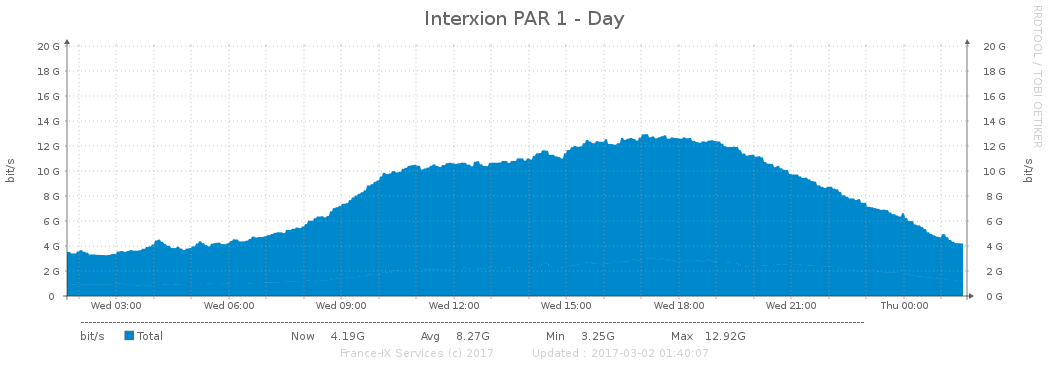 Interxion PAR 1 - Day
RRDTOOL / TOBI OETIKER
bit/s
20 G 20 G
18 G 18 G
16 G 16 G
14 G 14 G
12 G 12 G
10 G 10 G
8 G 8 G
6 G 6 G
4 G 4 G
2 G 2 G
0 0 G
bit/s
Wed 03:00 Wed 06:00 Wed 09:00 Wed 12:00 Wed 15:00 Wed 18:00 Wed 21:00 Thu 00:00
bit/s Total Now 4.19G Avg 8.27G Min 3.25G Max 12.92G
France-IX Services (c) 2017 Updated : 2017-03-02 01:40:07